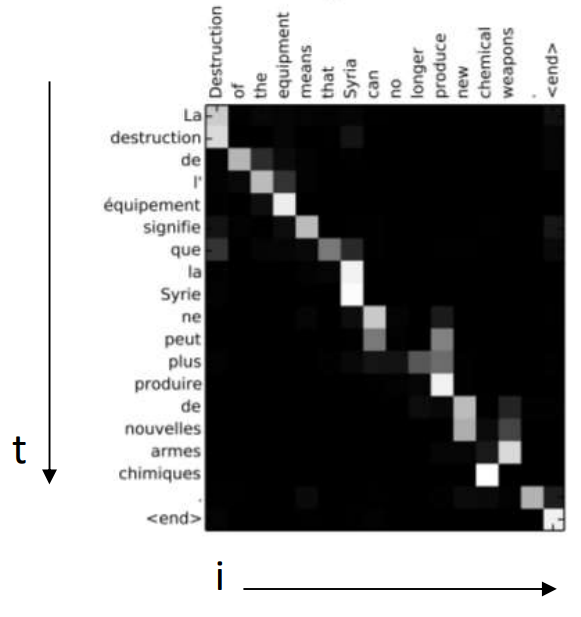 Destruction
of
the
equipment
means
that
Syria
can
no
longer
produce
new
chemical
weapons
.
<end>
La
destruction
de
l'
équipement
signifie
que
la
Syrie
ne
peut
plus
produire
de
nouvelles
armes
chimiques
.
<end>
t
i